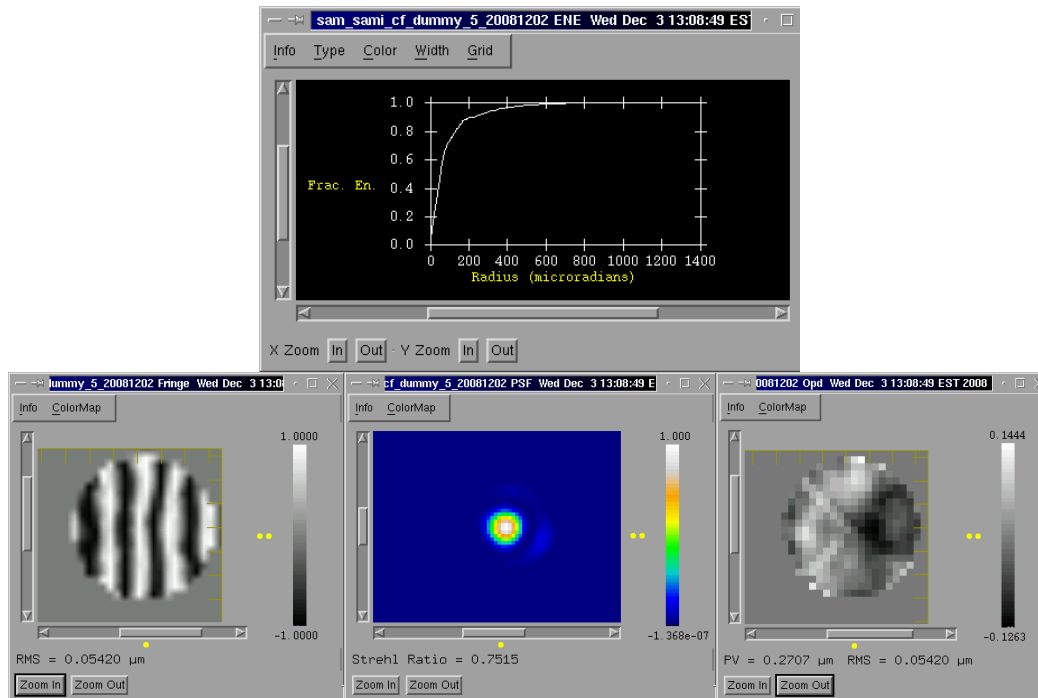 sam_sami_cf_dummy_5_20081202 ENE Wed Dec 3 13:08:49 EST
Info Type Color Width Grid
1.0
0.8
0.6
Frac. En. 0.4
0.2
0.0
0 200 400 600 800 1000 1200 1400
Radius (microradians)
X Zoom In Out Y Zoom In Out
dummy_5_20081202 Fringe Wed Dec 3 13:08
Info ColorMap
1.0000
-1.0000
RMS = 0.05420 µm
Zoom In Zoom Out
cf_dummy_5_20081202 PSF Wed Dec 3 13:08:49 E
Info ColorMap
1.000
-1.368e-07
Strehl Ratio = 0.7515
Zoom In Zoom Out
0081202 Opd Wed Dec 3 13:08:49 EST 2008
Info ColorMap
0.1444
-0.1263
PV = 0.2707 µm RMS = 0.05420 µm
Zoom In Zoom Out